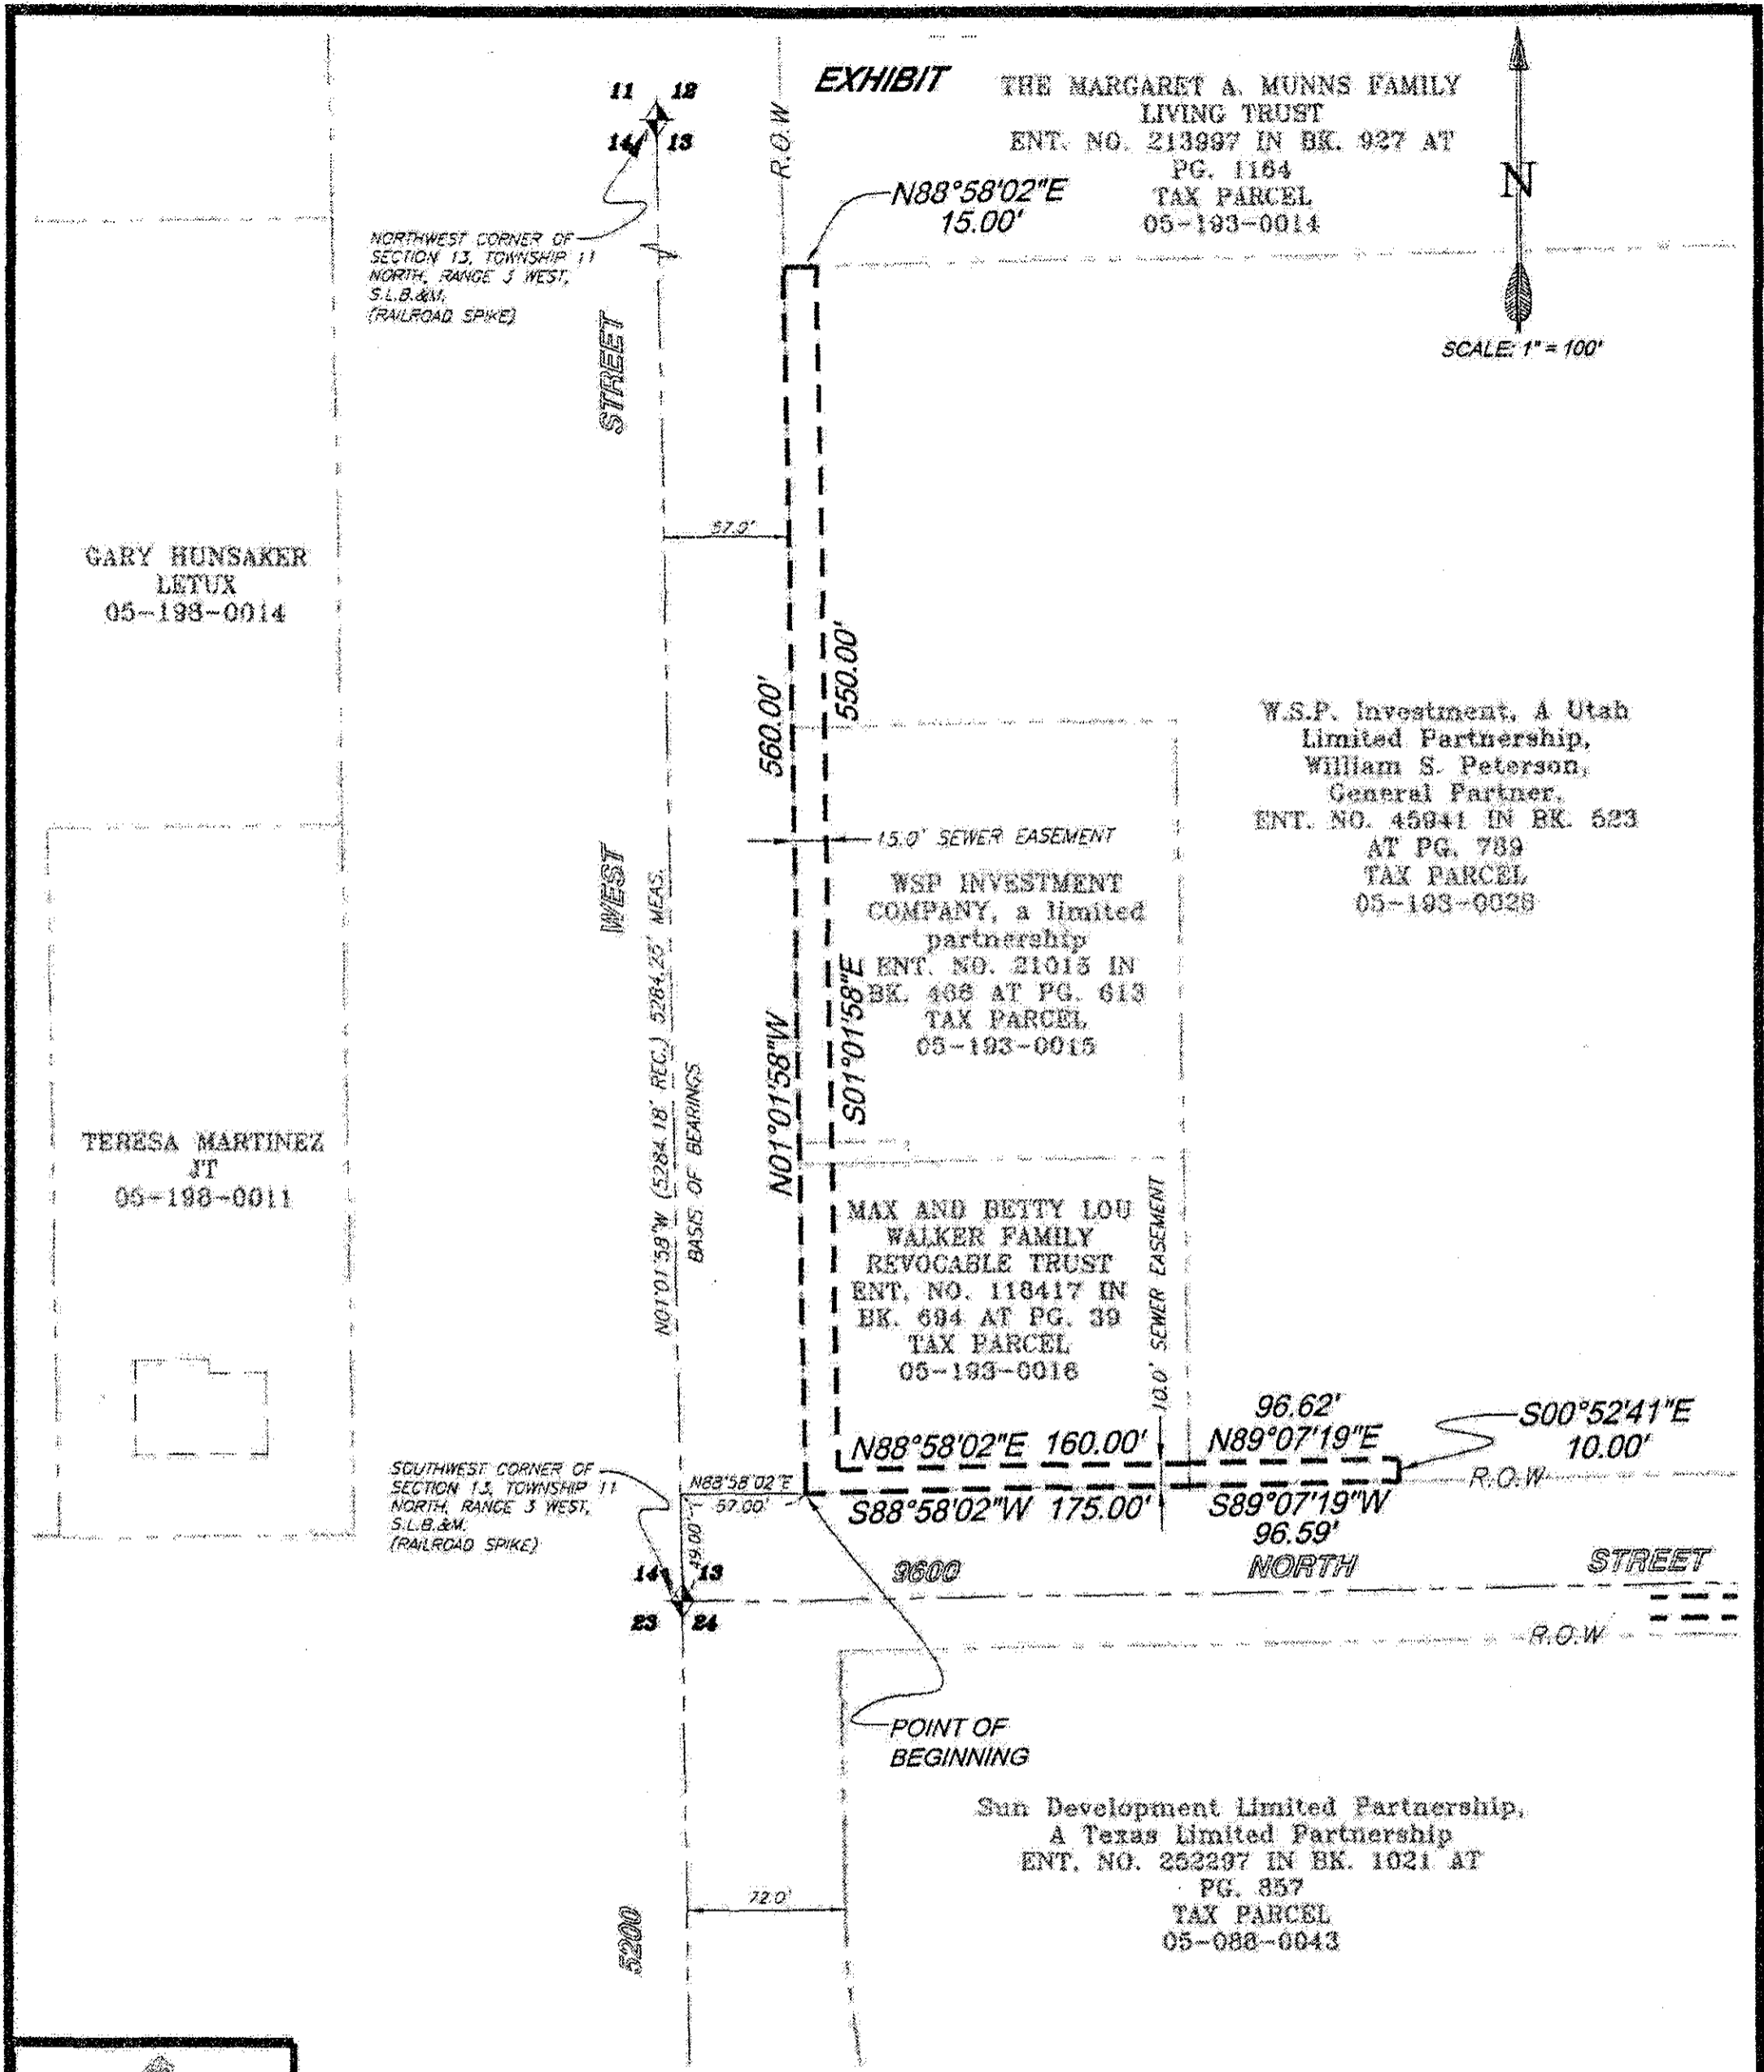 EXHIBIT
THE MARGARET A. MUNNS FAMILY
LIVING TRUST
ENT. NO. 213997 IN BK. 927 AT
PG. 1164
TAX PARCEL
05-193-0014
11 12
14 13
R.O.W
N
SCALE: 1" = 100'
N88°58'02"E
15.00'
NORTHWEST CORNER OF
SECTION 13, TOWNSHIP 11
NORTH, RANGE 3 WEST,
S.L.B.&M.
(RAILROAD SPIKE)
STREET
57.0'
GARY HUNSAKER
LETUX
05-198-0014
560.00'
550.00'
W.S.P. Investment, A Utah
Limited Partnership,
William S. Peterson,
General Partner,
ENT. NO. 45941 IN BK. 523
AT PG. 789
TAX PARCEL
05-193-0028
15.0' SEWER EASEMENT
WEST
WSP INVESTMENT
COMPANY, a limited
partnership
ENT. NO. 21015 IN
BK. 468 AT PG. 613
TAX PARCEL
05-193-0015
N01°01'58"W
S01°01'58"E
N01°01'58"W (5284.18' REC.) 5284.25' MEAS.
BASIS OF BEARINGS
TERESA MARTINEZ
JT
05-198-0011
MAX AND BETTY LOU
WALKER FAMILY
REVOCABLE TRUST
ENT. NO. 118417 IN
BK. 694 AT PG. 39
TAX PARCEL
05-193-0016
10.0' SEWER EASEMENT
96.62'
N89°07'19"E
S00°52'41"E
10.00'
N88°58'02"E 160.00'
R.O.W
SOUTHWEST CORNER OF
SECTION 13, TOWNSHIP 11
NORTH, RANGE 3 WEST,
S.L.B.&M.
(RAILROAD SPIKE)
N88°58'02"E
57.00'
49.00'
S88°58'02"W 175.00'
S89°07'19"W
96.59'
14 13
23 24
9600 NORTH STREET
R.O.W
POINT OF
BEGINNING
Sun Development Limited Partnership,
A Texas Limited Partnership
ENT. NO. 252297 IN BK. 1021 AT
PG. 857
TAX PARCEL
05-088-0043
72.0'
5200